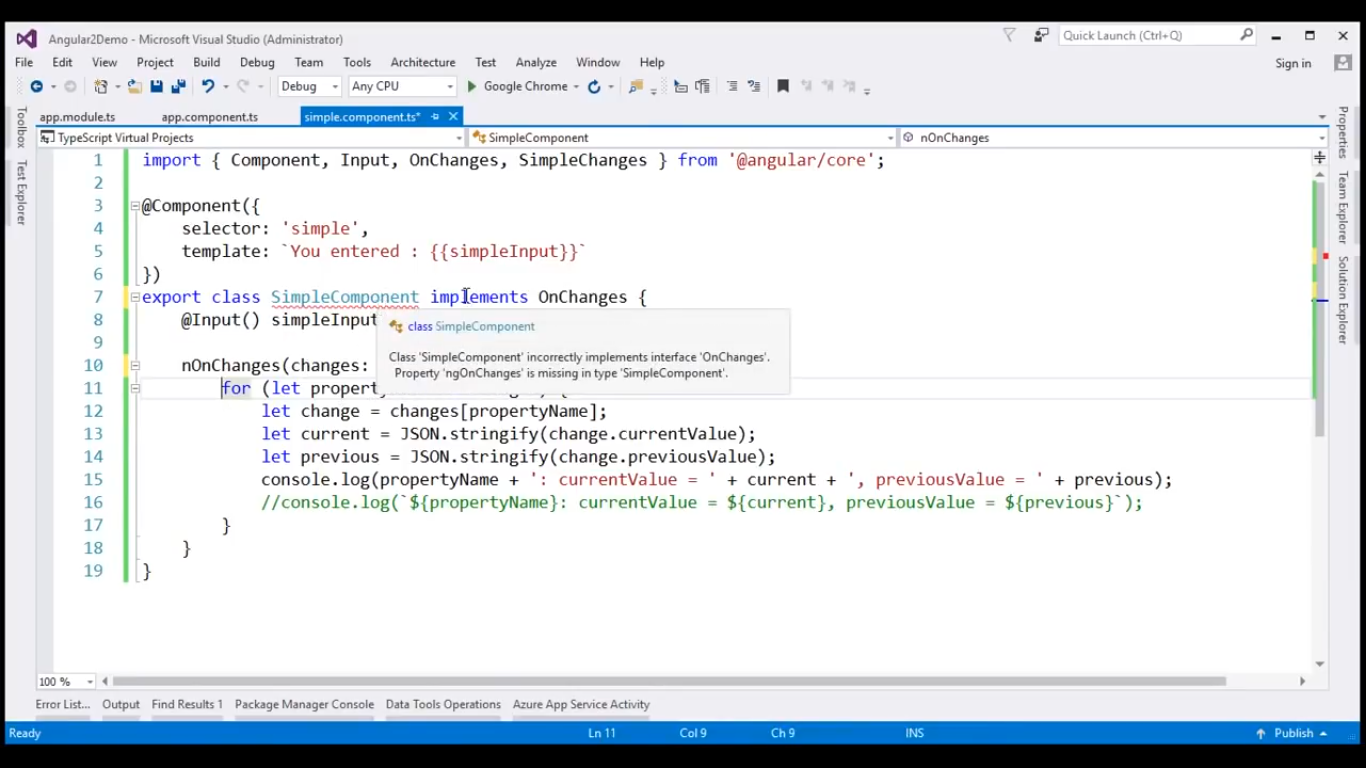 Angular2Demo - Microsoft Visual Studio (Administrator)
Quick Launch (Ctrl+Q)
File Edit View Project Build Debug Team Tools Architecture Test Analyze Window Help
Sign in
Debug Any CPU Google Chrome
app.module.ts app.component.ts simple.component.ts*
TypeScript Virtual Projects SimpleComponent nOnChanges
Toolbox
Test Explorer
Properties
Team Explorer
Solution Explorer
1 import { Component, Input, OnChanges, SimpleChanges } from '@angular/core';
2
3 @Component({
4 selector: 'simple',
5 template: `You entered : {{simpleInput}}`
6 })
7 export class SimpleComponent implements OnChanges {
8 @Input() simpleInput
class SimpleComponent
9
Class 'SimpleComponent' incorrectly implements interface 'OnChanges'.
10 nOnChanges(changes:
Property 'ngOnChanges' is missing in type 'SimpleComponent'.
11 for (let property
12 let change = changes[propertyName];
13 let current = JSON.stringify(change.currentValue);
14 let previous = JSON.stringify(change.previousValue);
15 console.log(propertyName + ': currentValue = ' + current + ', previousValue = ' + previous);
16 //console.log(`${propertyName}: currentValue = ${current}, previousValue = ${previous}`);
17 }
18 }
19 }
100 %
Error List... Output Find Results 1 Package Manager Console Data Tools Operations Azure App Service Activity
Ready Ln 11 Col 9 Ch 9 INS Publish